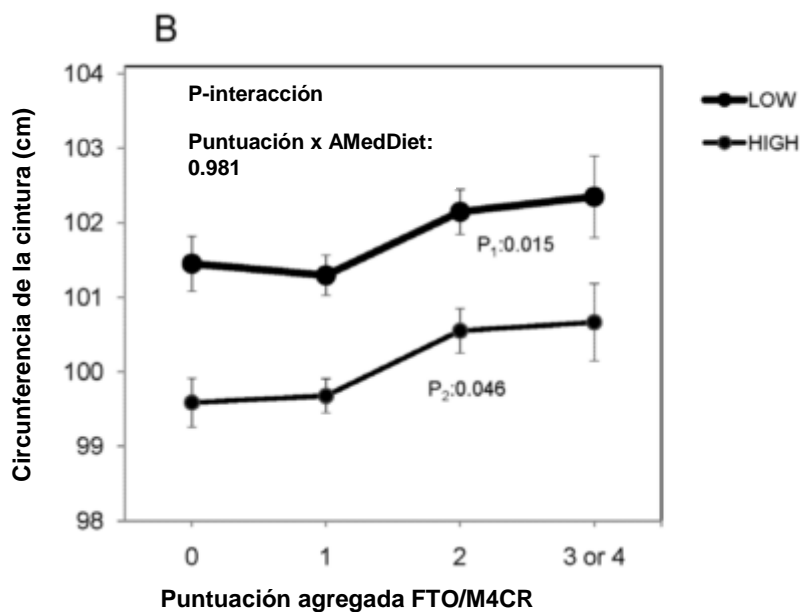 B
P-interacción
Puntuación x AMedDiet:
0.981
LOW
HIGH
Circunferencia de la cintura (cm)
104
103
102
101
100
99
98
P1:0.015
P2:0.046
0 1 2 3 or 4
Puntuación agregada FTO/M4CR